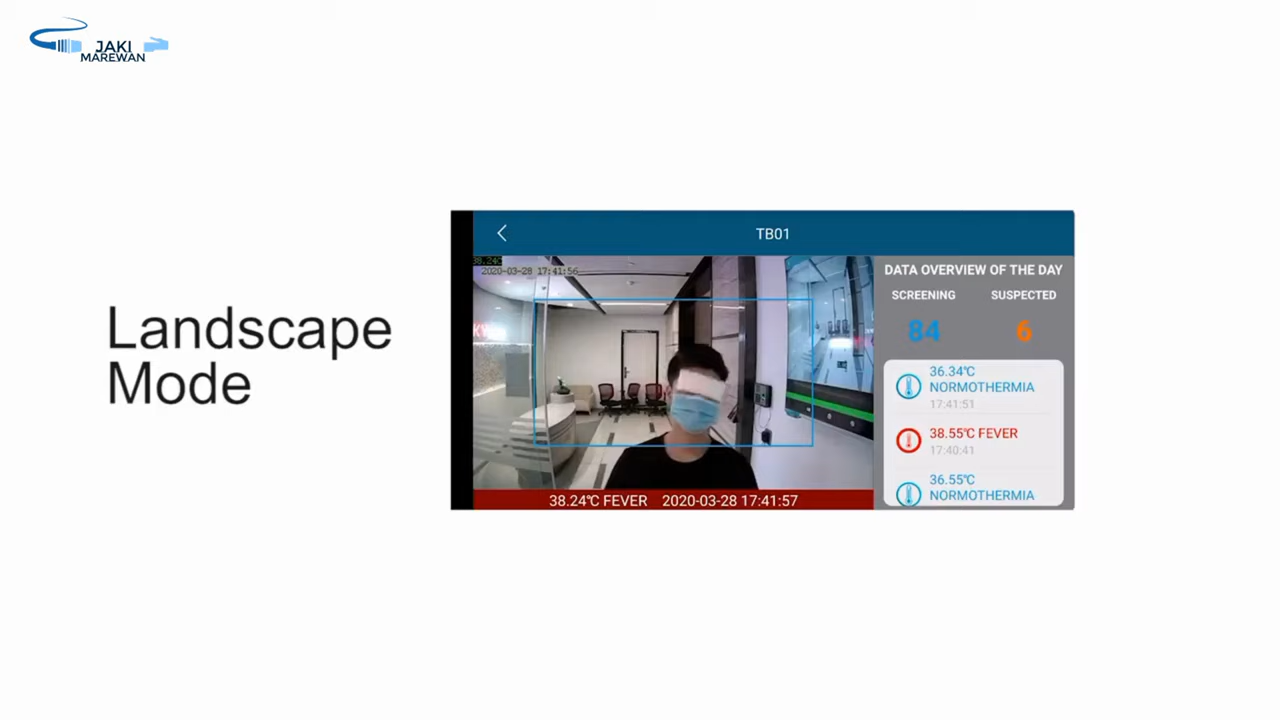 JAKI
MAREWAN
Landscape
Mode
TB01
38.24C
2020-03-28 17:41:56
38.24℃ FEVER 2020-03-28 17:41:57
DATA OVERVIEW OF THE DAY
SCREENING SUSPECTED
84 6
36.34℃
NORMOTHERMIA
17:41:51
38.55℃ FEVER
17:40:41
36.55℃
NORMOTHERMIA